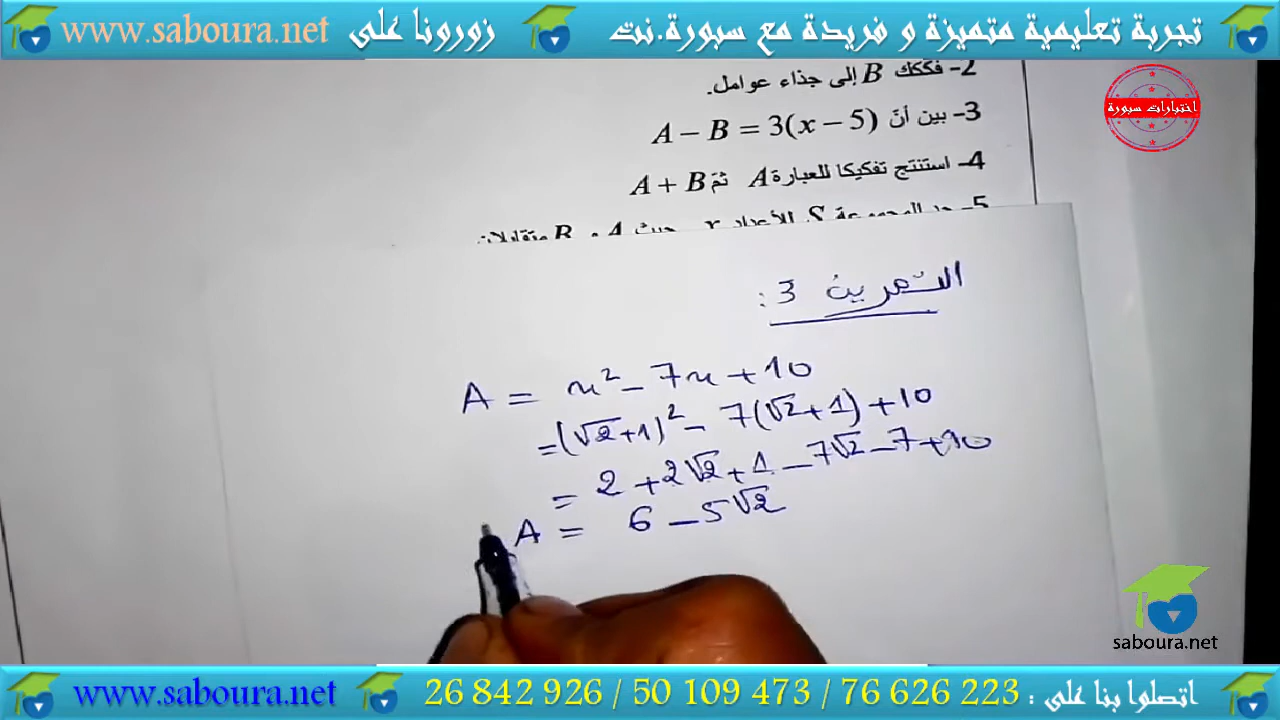 تجربة تعليمية متميزة و فريدة مع سبورة.نت زورونا على www.saboura.net
2- فكك B إلى جذاء عوامل.
اختبارات سبورة
3- بين أنّ A − B = 3(x − 5)
4- استنتج تفكيكا للعبارة A ثمّ A + B
التمرين 3 :
A = x² − 7x + 10
= (√2 + 1)² − 7(√2 + 1) + 10
= 2 + 2√2 + 1 − 7√2 − 7 + 10
A = 6 − 5√2
saboura.net
اتصلوا بنا على : 26 842 926 / 50 109 473 / 76 626 223 www.saboura.net